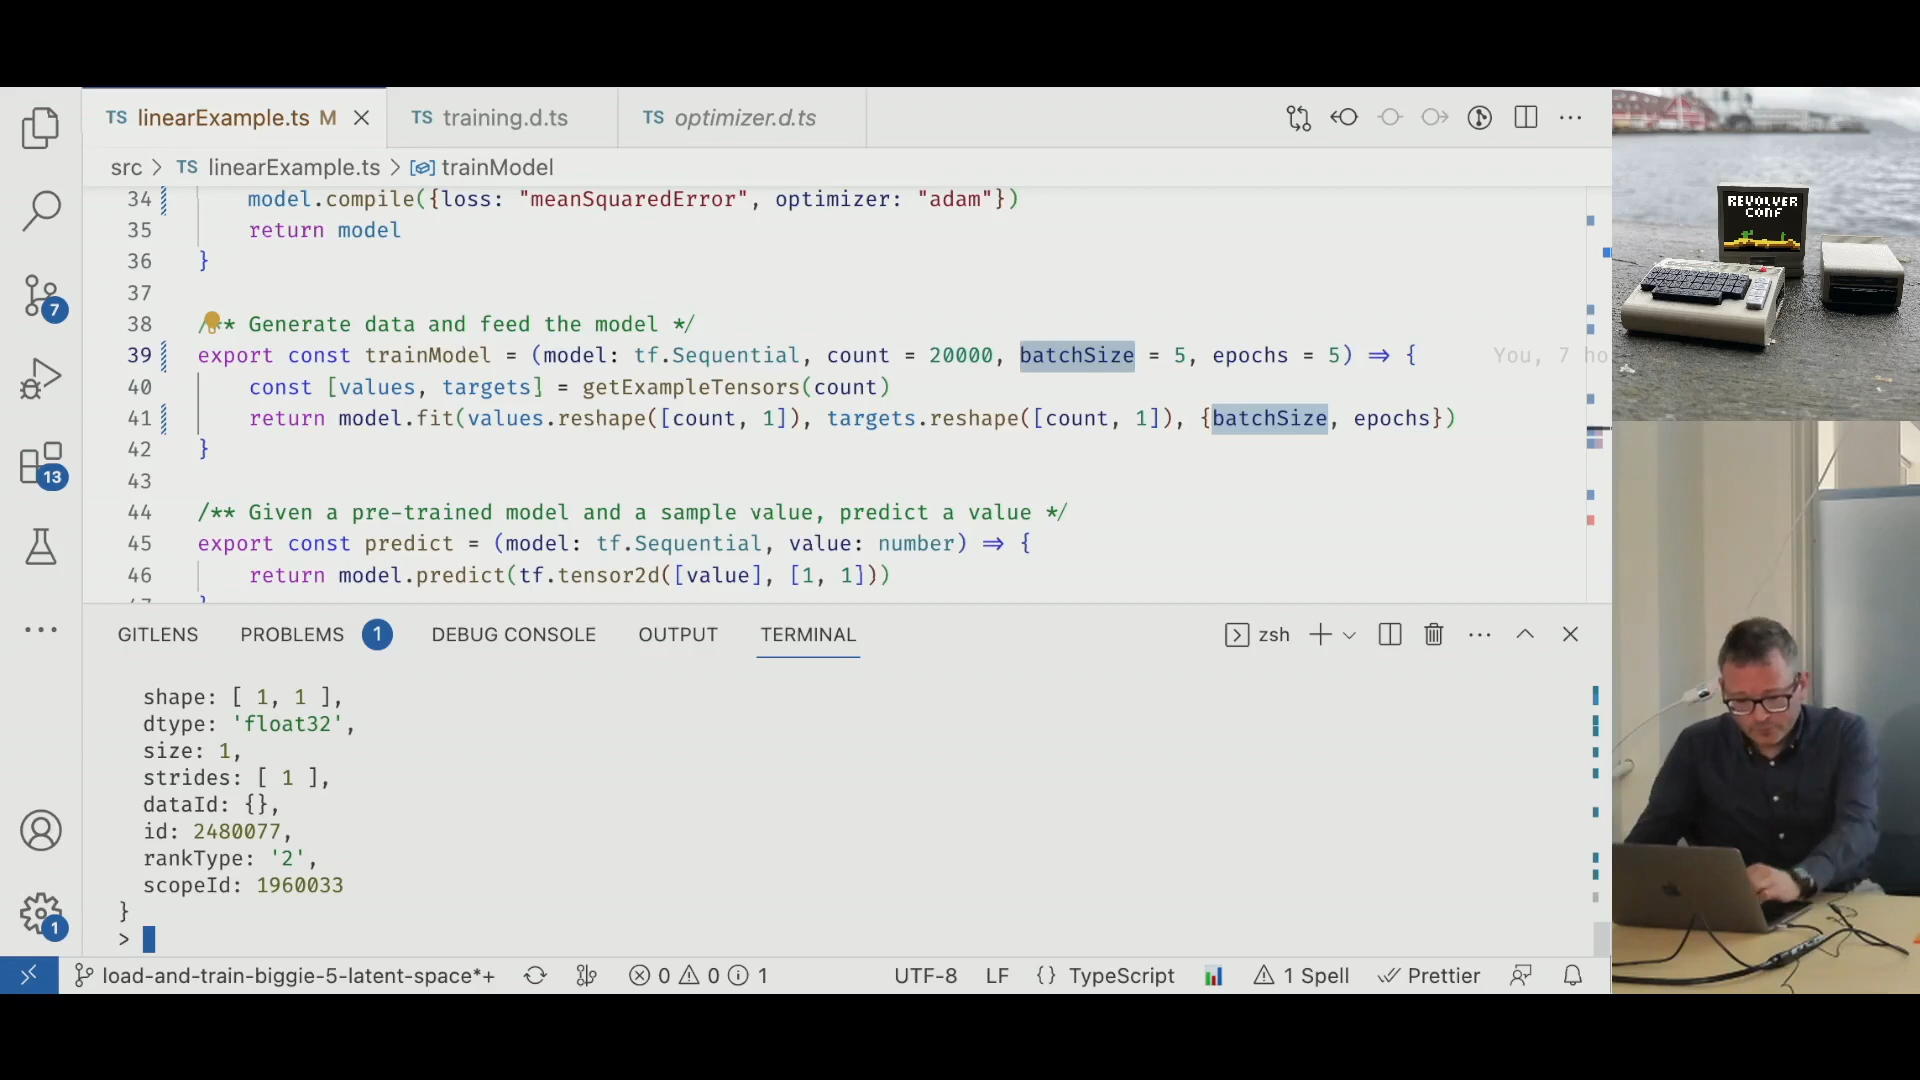 TS linearExample.ts M
TS training.d.ts
TS optimizer.d.ts
src > TS linearExample.ts > trainModel
34 model.compile({loss: "meanSquaredError", optimizer: "adam"})
35 return model
36 }
37
38 /** Generate data and feed the model */
39 export const trainModel = (model: tf.Sequential, count = 20000, batchSize = 5, epochs = 5) => { You, 7 ho
40 const [values, targets] = getExampleTensors(count)
41 return model.fit(values.reshape([count, 1]), targets.reshape([count, 1]), {batchSize, epochs})
42 }
43
44 /** Given a pre-trained model and a sample value, predict a value */
45 export const predict = (model: tf.Sequential, value: number) => {
46 return model.predict(tf.tensor2d([value], [1, 1]))
7
13
1
GITLENS PROBLEMS 1 DEBUG CONSOLE OUTPUT TERMINAL zsh
shape: [ 1, 1 ],
dtype: 'float32',
size: 1,
strides: [ 1 ],
dataId: {},
id: 2480077,
rankType: '2',
scopeId: 1960033
}
>
load-and-train-biggie-5-latent-space*+ 0 0 1 UTF-8 LF {} TypeScript 1 Spell Prettier
REVOLVER
CONF